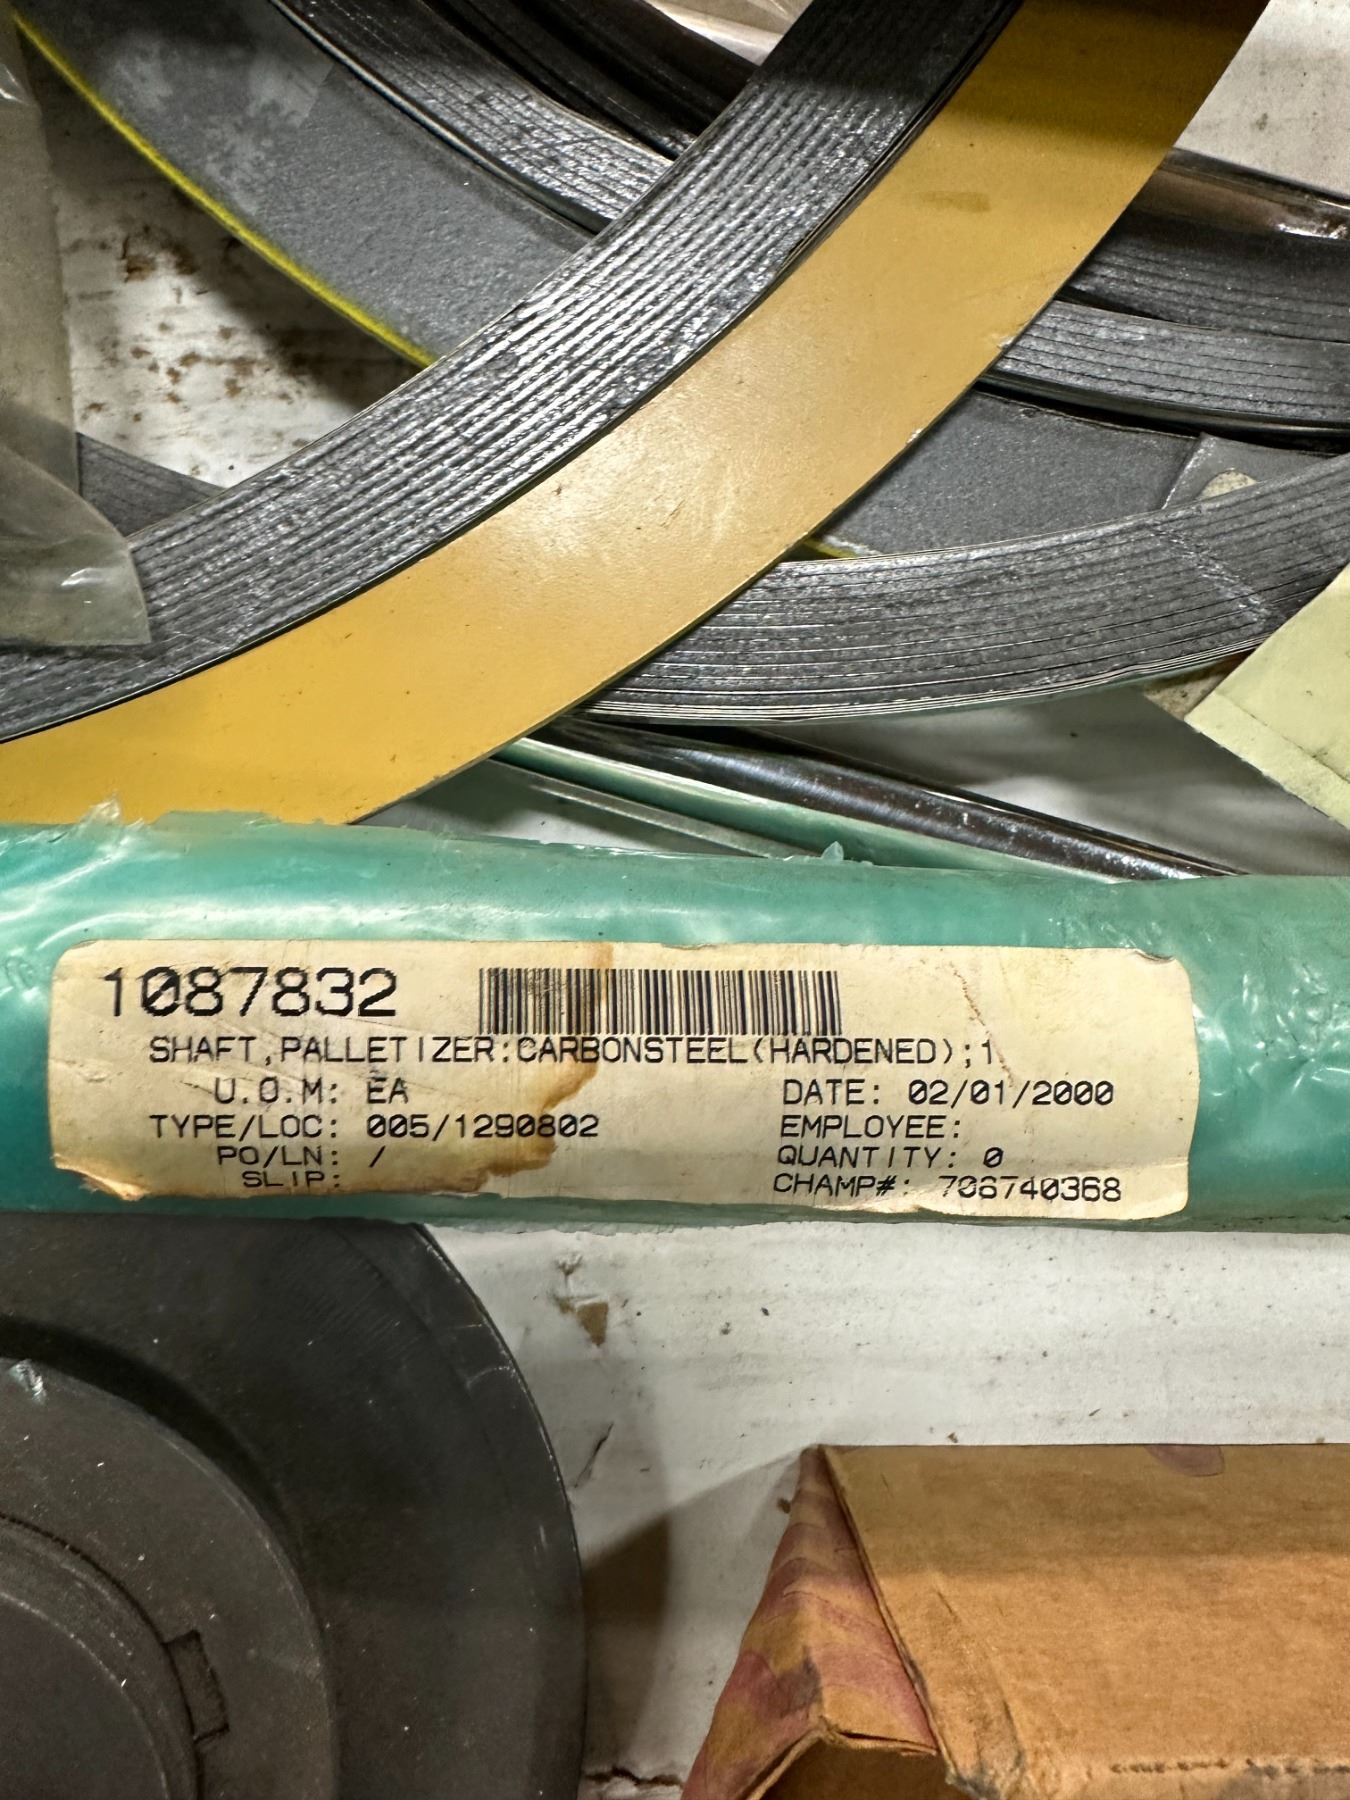 1087832
SHAFT,PALLETIZER:CARBONSTEEL(HARDENED);1
U.O.M: EA
DATE: 02/01/2000
TYPE/LOC: 005/1290802
EMPLOYEE:
PO/LN: /
QUANTITY: 0
SLIP:
CHAMP#: 706740368